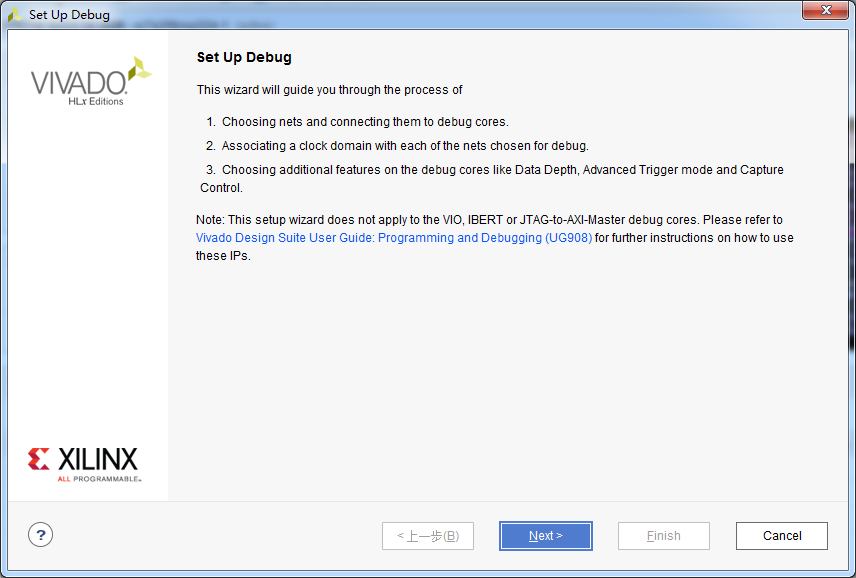 Set Up Debug
VIVADO.
HLx Editions
Set Up Debug
This wizard will guide you through the process of
1. Choosing nets and connecting them to debug cores.
2. Associating a clock domain with each of the nets chosen for debug.
3. Choosing additional features on the debug cores like Data Depth, Advanced Trigger mode and Capture
Control.
Note: This setup wizard does not apply to the VIO, IBERT or JTAG-to-AXI-Master debug cores. Please refer to
Vivado Design Suite User Guide: Programming and Debugging (UG908) for further instructions on how to use
these IPs.
XILINX
ALL PROGRAMMABLE™
?
< 上一步(B)
Next >
Finish
Cancel